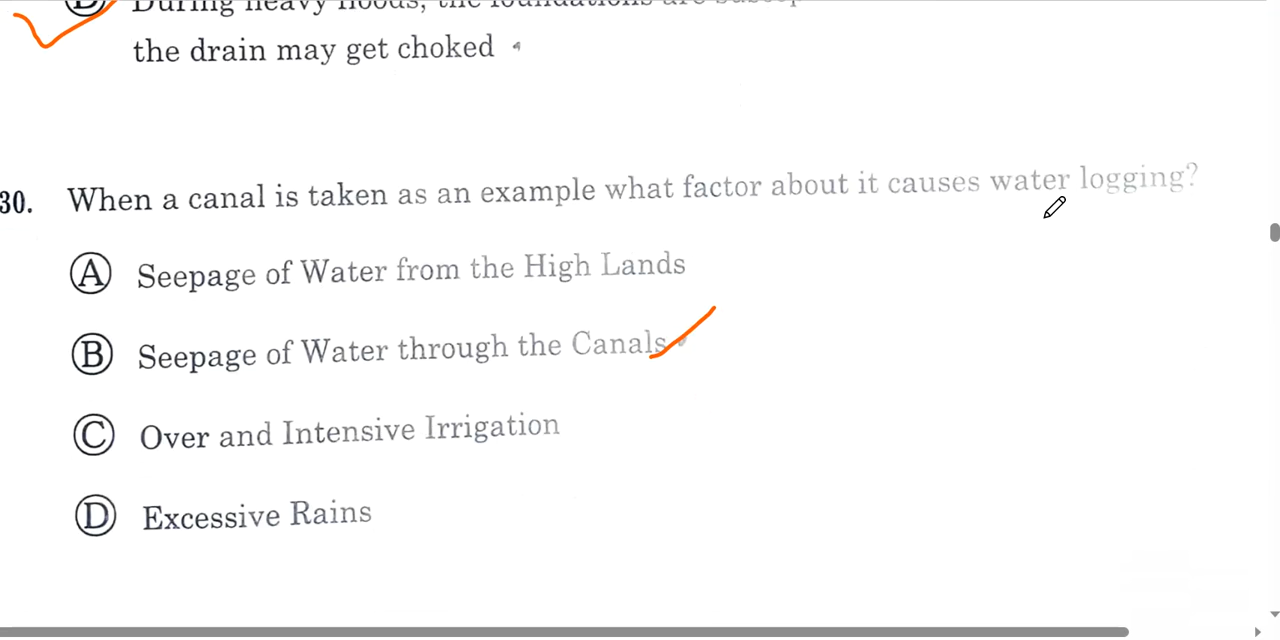 the drain may get choked
30. When a canal is taken as an example what factor about it causes water logging?
A Seepage of Water from the High Lands
B Seepage of Water through the Canals
C Over and Intensive Irrigation
D Excessive Rains